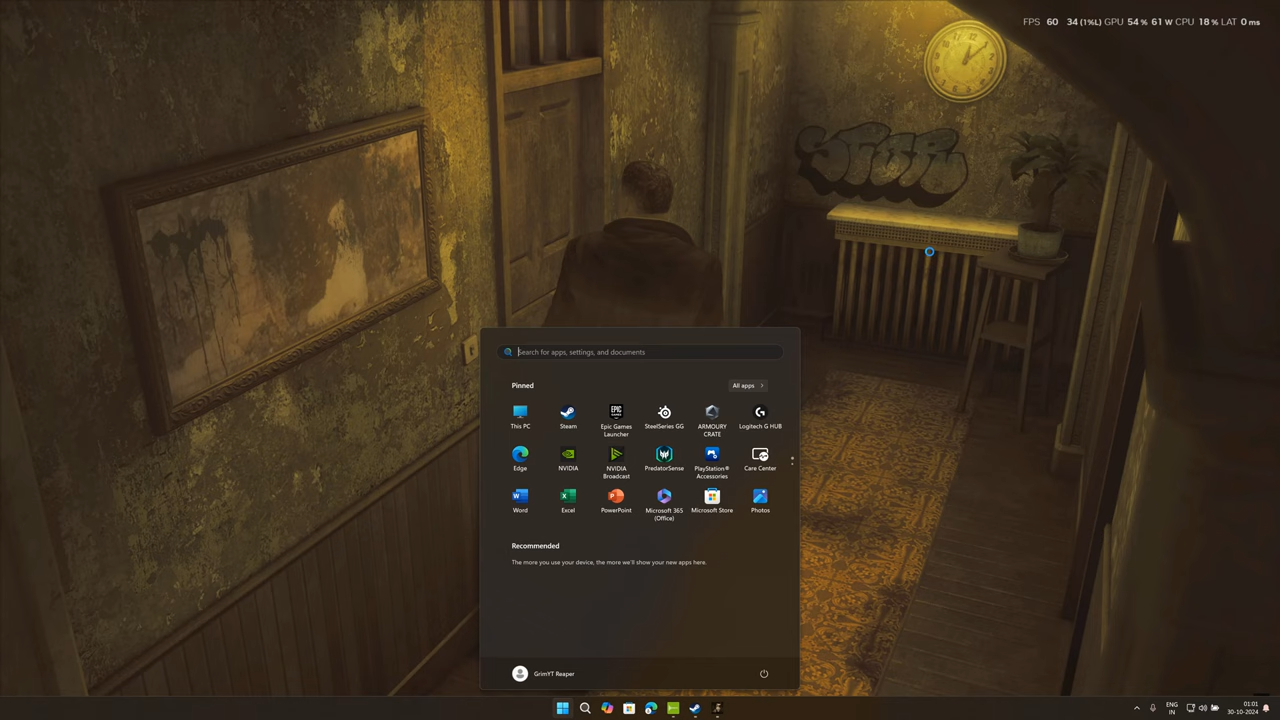 FPS 60 34 (1%L) GPU 54 % 61 W CPU 18 % LAT 0 ms
12
Search for apps, settings, and documents
Pinned
All apps
This PC
Steam
Epic Games Launcher
SteelSeries GG
ARMOURY CRATE
Logitech G HUB
Edge
NVIDIA
NVIDIA Broadcast
PredatorSense
PlayStation® Accessories
Care Center
Word
Excel
PowerPoint
Microsoft 365 (Office)
Microsoft Store
Photos
Recommended
The more you use your device, the more we'll show your new apps here.
GrimYT Reaper
ENG
IN
01:01
30-10-2024